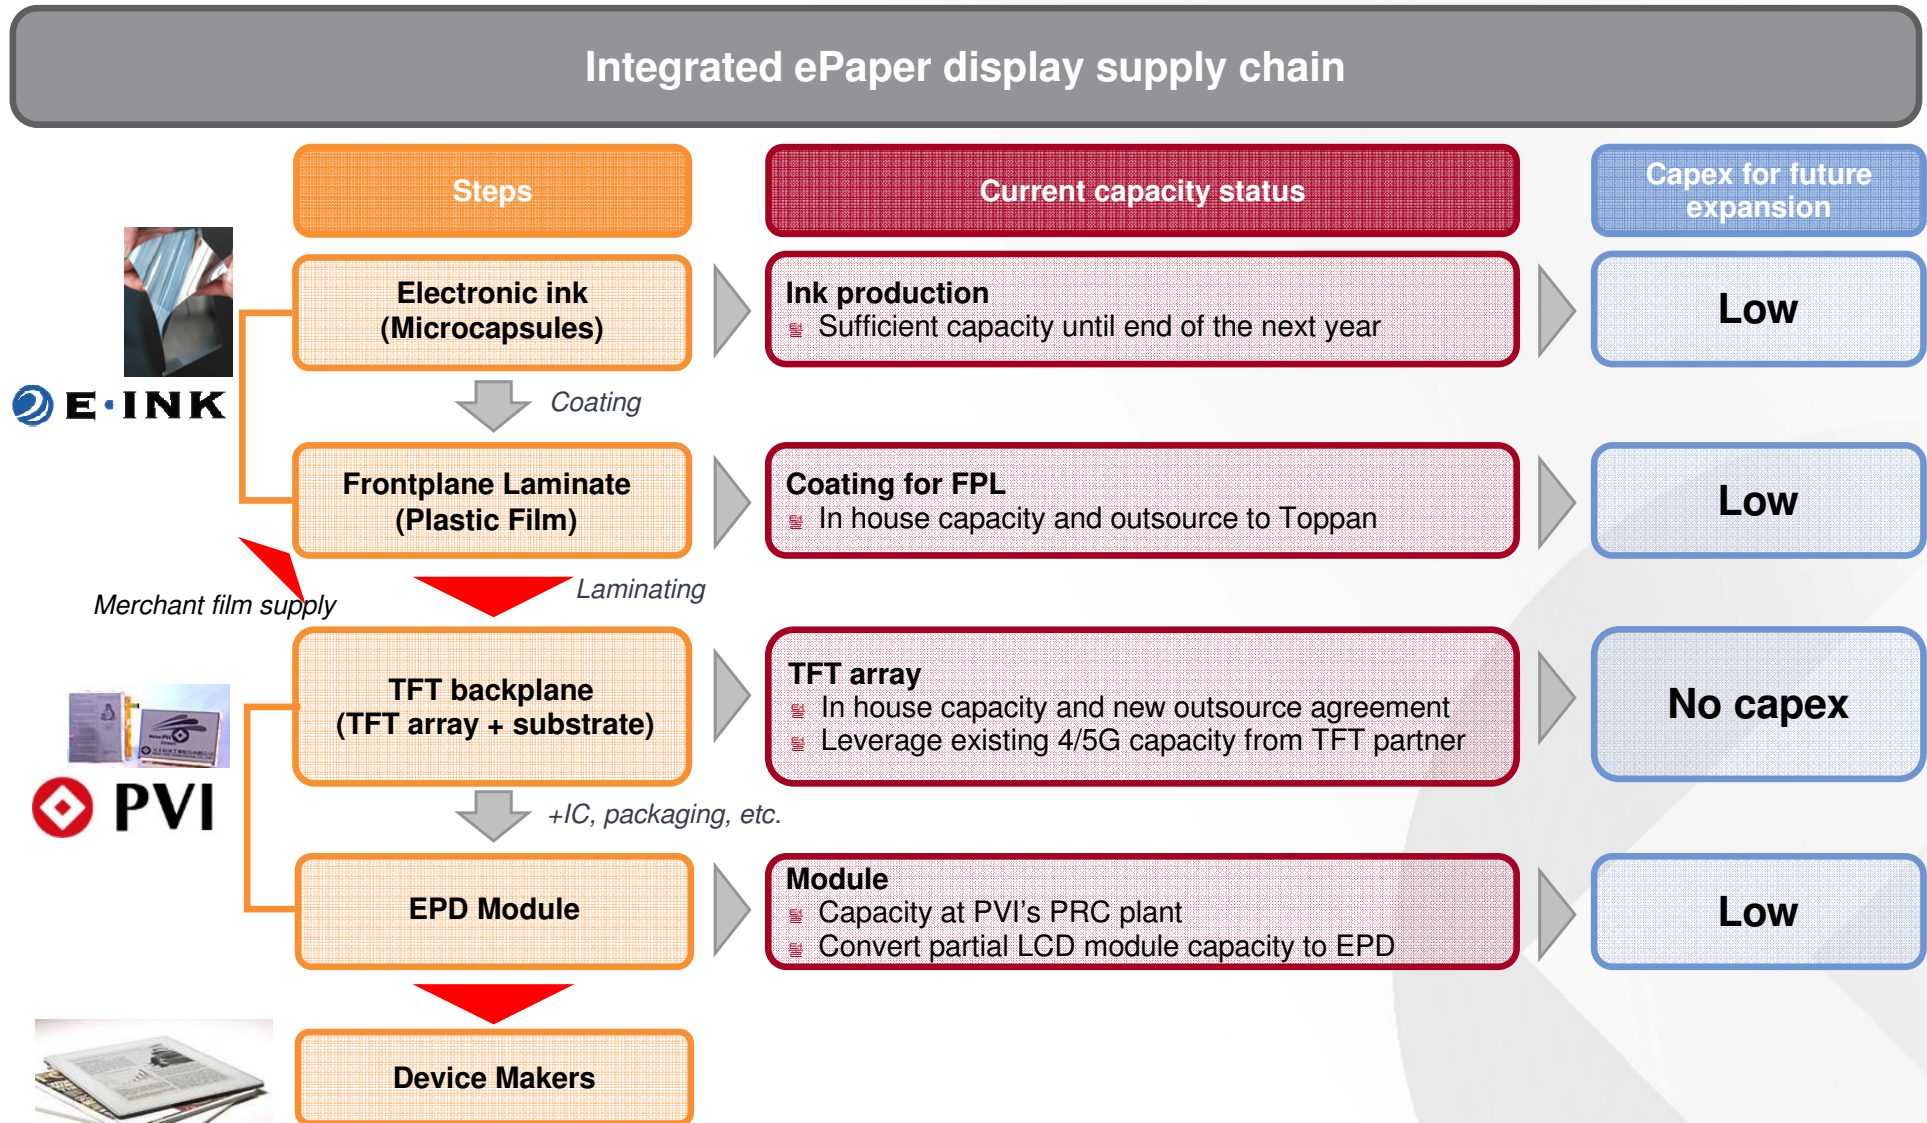 Integrated ePaper display supply chain
Steps
Current capacity status
Capex for future
expansion
Electronic ink
(Microcapsules)
Ink production
Sufficient capacity until end of the next year
Low
E·INK
Coating
Frontplane Laminate
(Plastic Film)
Coating for FPL
In house capacity and outsource to Toppan
Low
Laminating
Merchant film supply
TFT backplane
(TFT array + substrate)
TFT array
In house capacity and new outsource agreement
Leverage existing 4/5G capacity from TFT partner
No capex
PVI
+IC, packaging, etc.
EPD Module
Module
Capacity at PVI's PRC plant
Convert partial LCD module capacity to EPD
Low
Device Makers